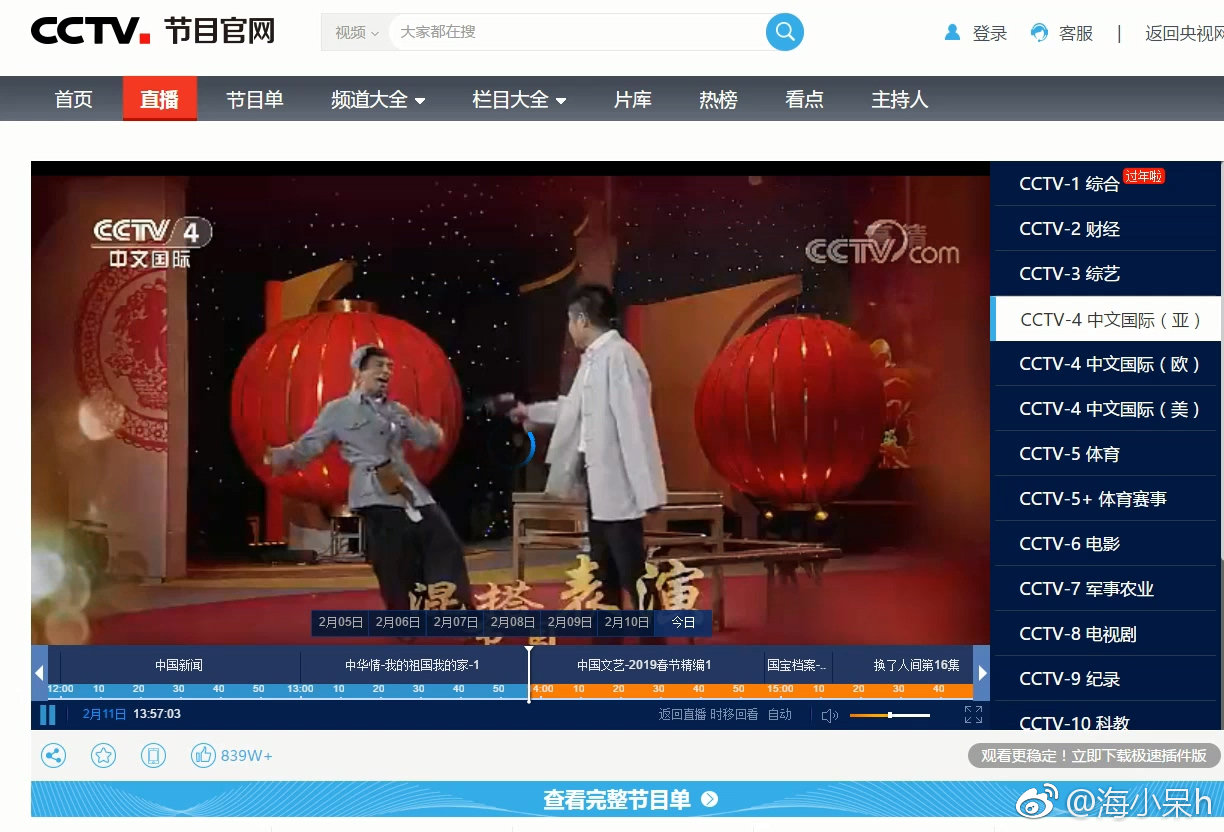 CCTV. 节目官网
视频 大家都在搜
登录 客服 | 返回央视网
首页 直播 节目单 频道大全 栏目大全 片库 热榜 看点 主持人
CCTV 4
中文国际
高清
CCTV.com
混搭表演
CCTV-1 综合 过年啦
CCTV-2 财经
CCTV-3 综艺
CCTV-4 中文国际（亚）
CCTV-4 中文国际（欧）
CCTV-4 中文国际（美）
CCTV-5 体育
CCTV-5+ 体育赛事
CCTV-6 电影
CCTV-7 军事农业
CCTV-8 电视剧
CCTV-9 纪录
CCTV-10 科教
2月05日 2月06日 2月07日 2月08日 2月09日 2月10日 今日
中国新闻 中华情-我的祖国我的家-1 中国文艺-2019春节精编1 国宝档案-.. 换了人间第16集
12:00 10 20 30 40 50 13:00 10 20 30 40 50 4:00 10 20 30 40 50 15:00 10 20 30 40
2月11日 13:57:03 返回直播 时移回看 自动
839W+ 观看更稳定！立即下载极速插件版
查看完整节目单
@海小呆h